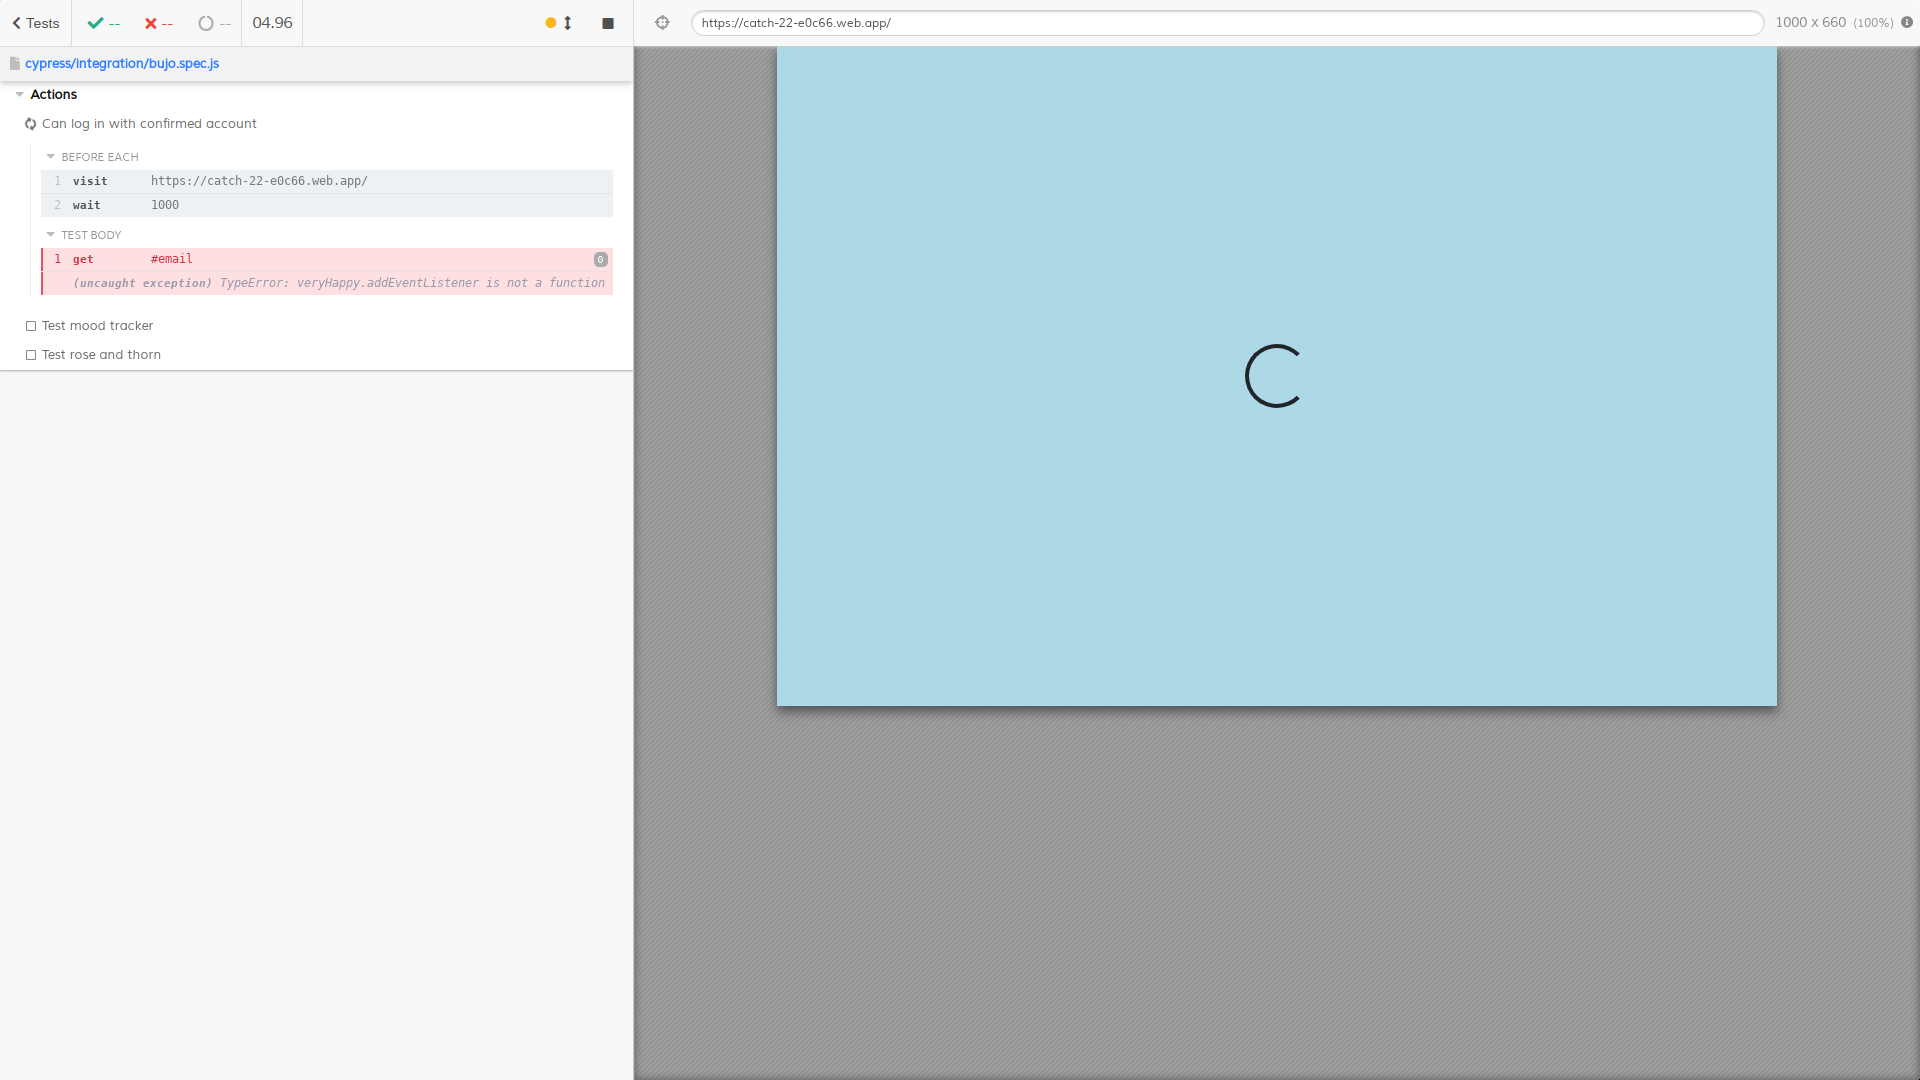 Tests -- -- -- 04.96
https://catch-22-e0c66.web.app/ 1000 x 660 (100%)
cypress/integration/bujo.spec.js
Actions
Can log in with confirmed account
BEFORE EACH
1 visit https://catch-22-e0c66.web.app/
2 wait 1000
TEST BODY
1 get #email 0
(uncaught exception) TypeError: veryHappy.addEventListener is not a function
Test mood tracker
Test rose and thorn